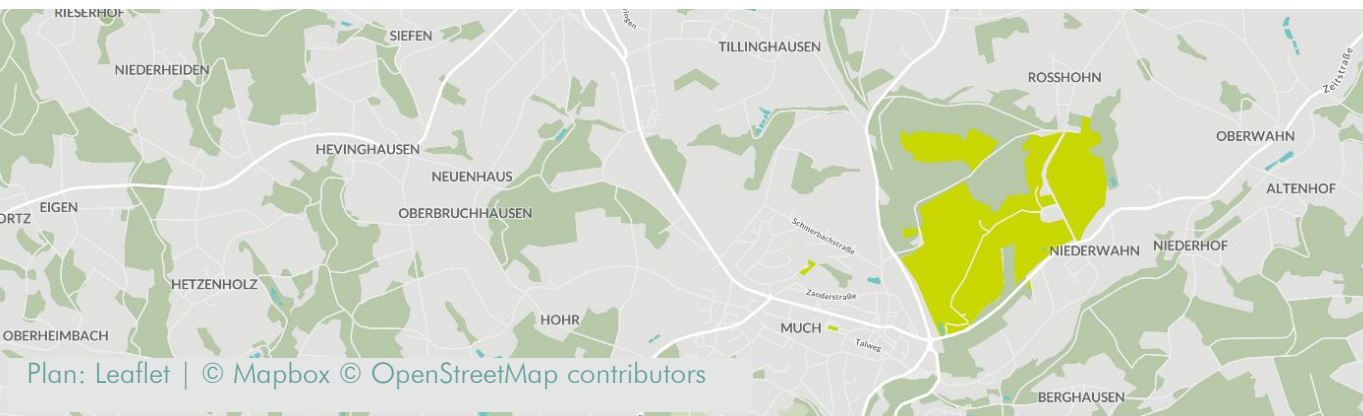 RIESERHOF
SIEFEN
TILLINGHAUSEN
NIEDERHEIDEN
ROSSHOHN
Zeitstraße
HEVINGHAUSEN
OBERWAHN
NEUENHAUS
ALTENHOF
EIGEN
OBERBRUCHHAUSEN
Schmerbachstraße
NIEDERWAHN
NIEDERHOF
HETZENHOLZ
Zanderstraße
HOHR
MUCH
OBERHEIMBACH
Talweg
Plan: Leaflet | © Mapbox © OpenStreetMap contributors
BERGHAUSEN